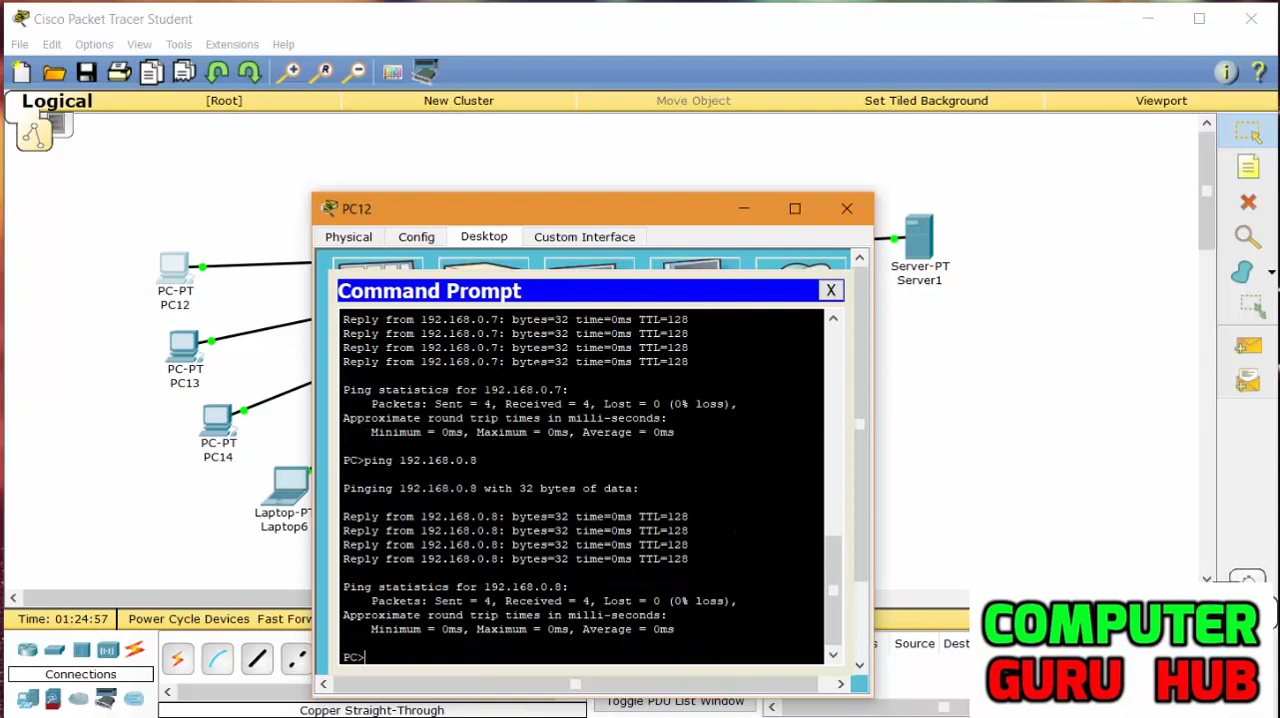 Cisco Packet Tracer Student
File Edit Options View Tools Extensions Help
Logical [Root] New Cluster Move Object Set Tiled Background Viewport
PC12
Physical Config Desktop Custom Interface
Command Prompt X
Reply from 192.168.0.7: bytes=32 time=0ms TTL=128
Reply from 192.168.0.7: bytes=32 time=0ms TTL=128
Reply from 192.168.0.7: bytes=32 time=0ms TTL=128
Reply from 192.168.0.7: bytes=32 time=0ms TTL=128
Ping statistics for 192.168.0.7:
Packets: Sent = 4, Received = 4, Lost = 0 (0% loss),
Approximate round trip times in milli-seconds:
Minimum = 0ms, Maximum = 0ms, Average = 0ms
PC>ping 192.168.0.8
Pinging 192.168.0.8 with 32 bytes of data:
Reply from 192.168.0.8: bytes=32 time=0ms TTL=128
Reply from 192.168.0.8: bytes=32 time=0ms TTL=128
Reply from 192.168.0.8: bytes=32 time=0ms TTL=128
Reply from 192.168.0.8: bytes=32 time=0ms TTL=128
Ping statistics for 192.168.0.8:
Packets: Sent = 4, Received = 4, Lost = 0 (0% loss),
Approximate round trip times in milli-seconds:
Minimum = 0ms, Maximum = 0ms, Average = 0ms
PC>
PC-PT
PC12
PC-PT
PC13
PC-PT
PC14
Laptop-PT
Laptop6
Server-PT
Server1
Time: 01:24:57 Power Cycle Devices Fast Forw
Connections
Copper Straight-Through
Toggle PDU List Window
Source Dest
COMPUTER
GURU HUB